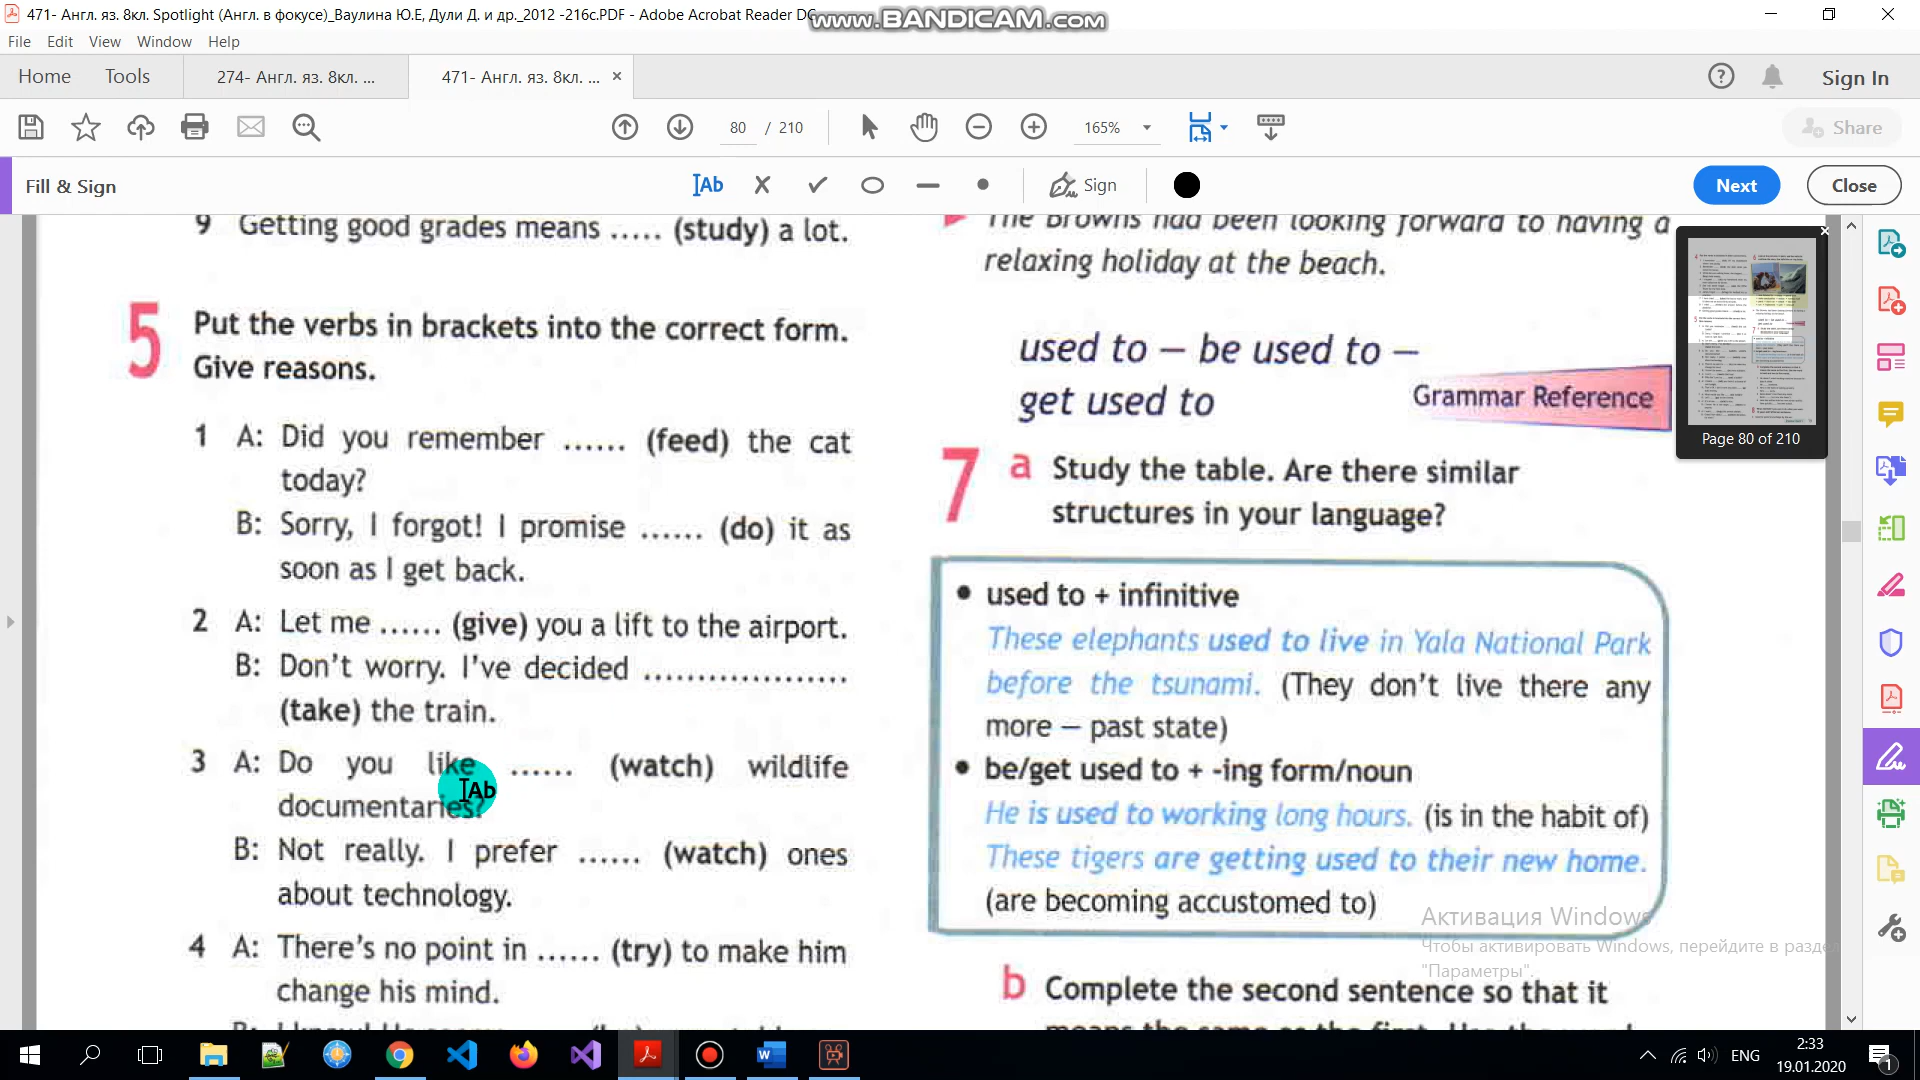 471- Англ. яз. 8кл. Spotlight (Англ. в фокусе)_Ваулина Ю.Е, Дули Д. и др._2012 -216с.PDF - Adobe Acrobat Reader DC
www.BANDICAM.com
File Edit View Window Help
Home Tools 274- Англ. яз. 8кл. ... 471- Англ. яз. 8кл. ... × Sign In
80 / 210 165% Share
Fill & Sign Ab Sign Next Close
9 Getting good grades means ..... (study) a lot.
5 Put the verbs in brackets into the correct form.
Give reasons.
1 A: Did you remember ...... (feed) the cat
today?
B: Sorry, I forgot! I promise ...... (do) it as
soon as I get back.
2 A: Let me ...... (give) you a lift to the airport.
B: Don't worry. I've decided ...................
(take) the train.
3 A: Do you like ...... (watch) wildlife
documentaries?
Ab
B: Not really. I prefer ...... (watch) ones
about technology.
4 A: There's no point in ...... (try) to make him
change his mind.
The Browns had been looking forward to having a
relaxing holiday at the beach.
used to – be used to –
get used to
Grammar Reference
7 a Study the table. Are there similar
structures in your language?
• used to + infinitive
These elephants used to live in Yala National Park
before the tsunami. (They don't live there any
more – past state)
• be/get used to + -ing form/noun
He is used to working long hours. (is in the habit of)
These tigers are getting used to their new home.
(are becoming accustomed to)
b Complete the second sentence so that it
Page 80 of 210
Активация Windows
Чтобы активировать Windows, перейдите в раздел
"Параметры".
ENG
2:33
19.01.2020
1